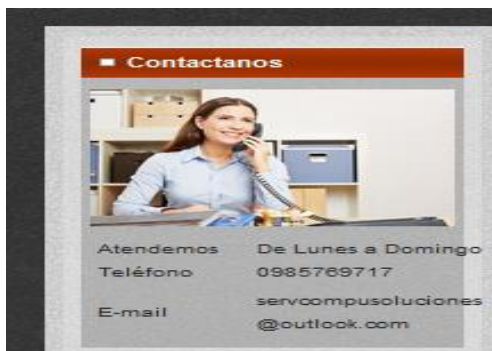 Contactanos
Atendemos De Lunes a Domingo
Teléfono 0985769717
E-mail servcompusoluciones
@outlook.com